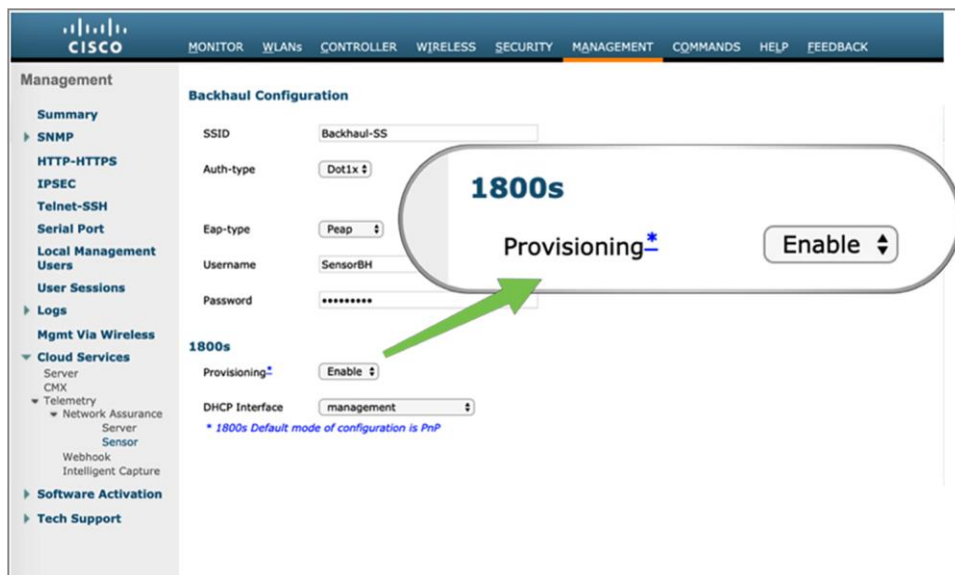 CISCO
MONITOR WLANs CONTROLLER WIRELESS SECURITY MANAGEMENT COMMANDS HELP FEEDBACK
Management
Summary
SNMP
HTTP-HTTPS
IPSEC
Telnet-SSH
Serial Port
Local Management
Users
User Sessions
Logs
Mgmt Via Wireless
Cloud Services
Server
CMX
Telemetry
Network Assurance
Server
Sensor
Webhook
Intelligent Capture
Software Activation
Tech Support
Backhaul Configuration
SSID Backhaul-SS
Auth-type Dot1x
Eap-type Peap
Username SensorBH
Password •••••••••
1800s
Provisioning* Enable
DHCP Interface management
* 1800s Default mode of configuration is PnP
1800s
Provisioning* Enable